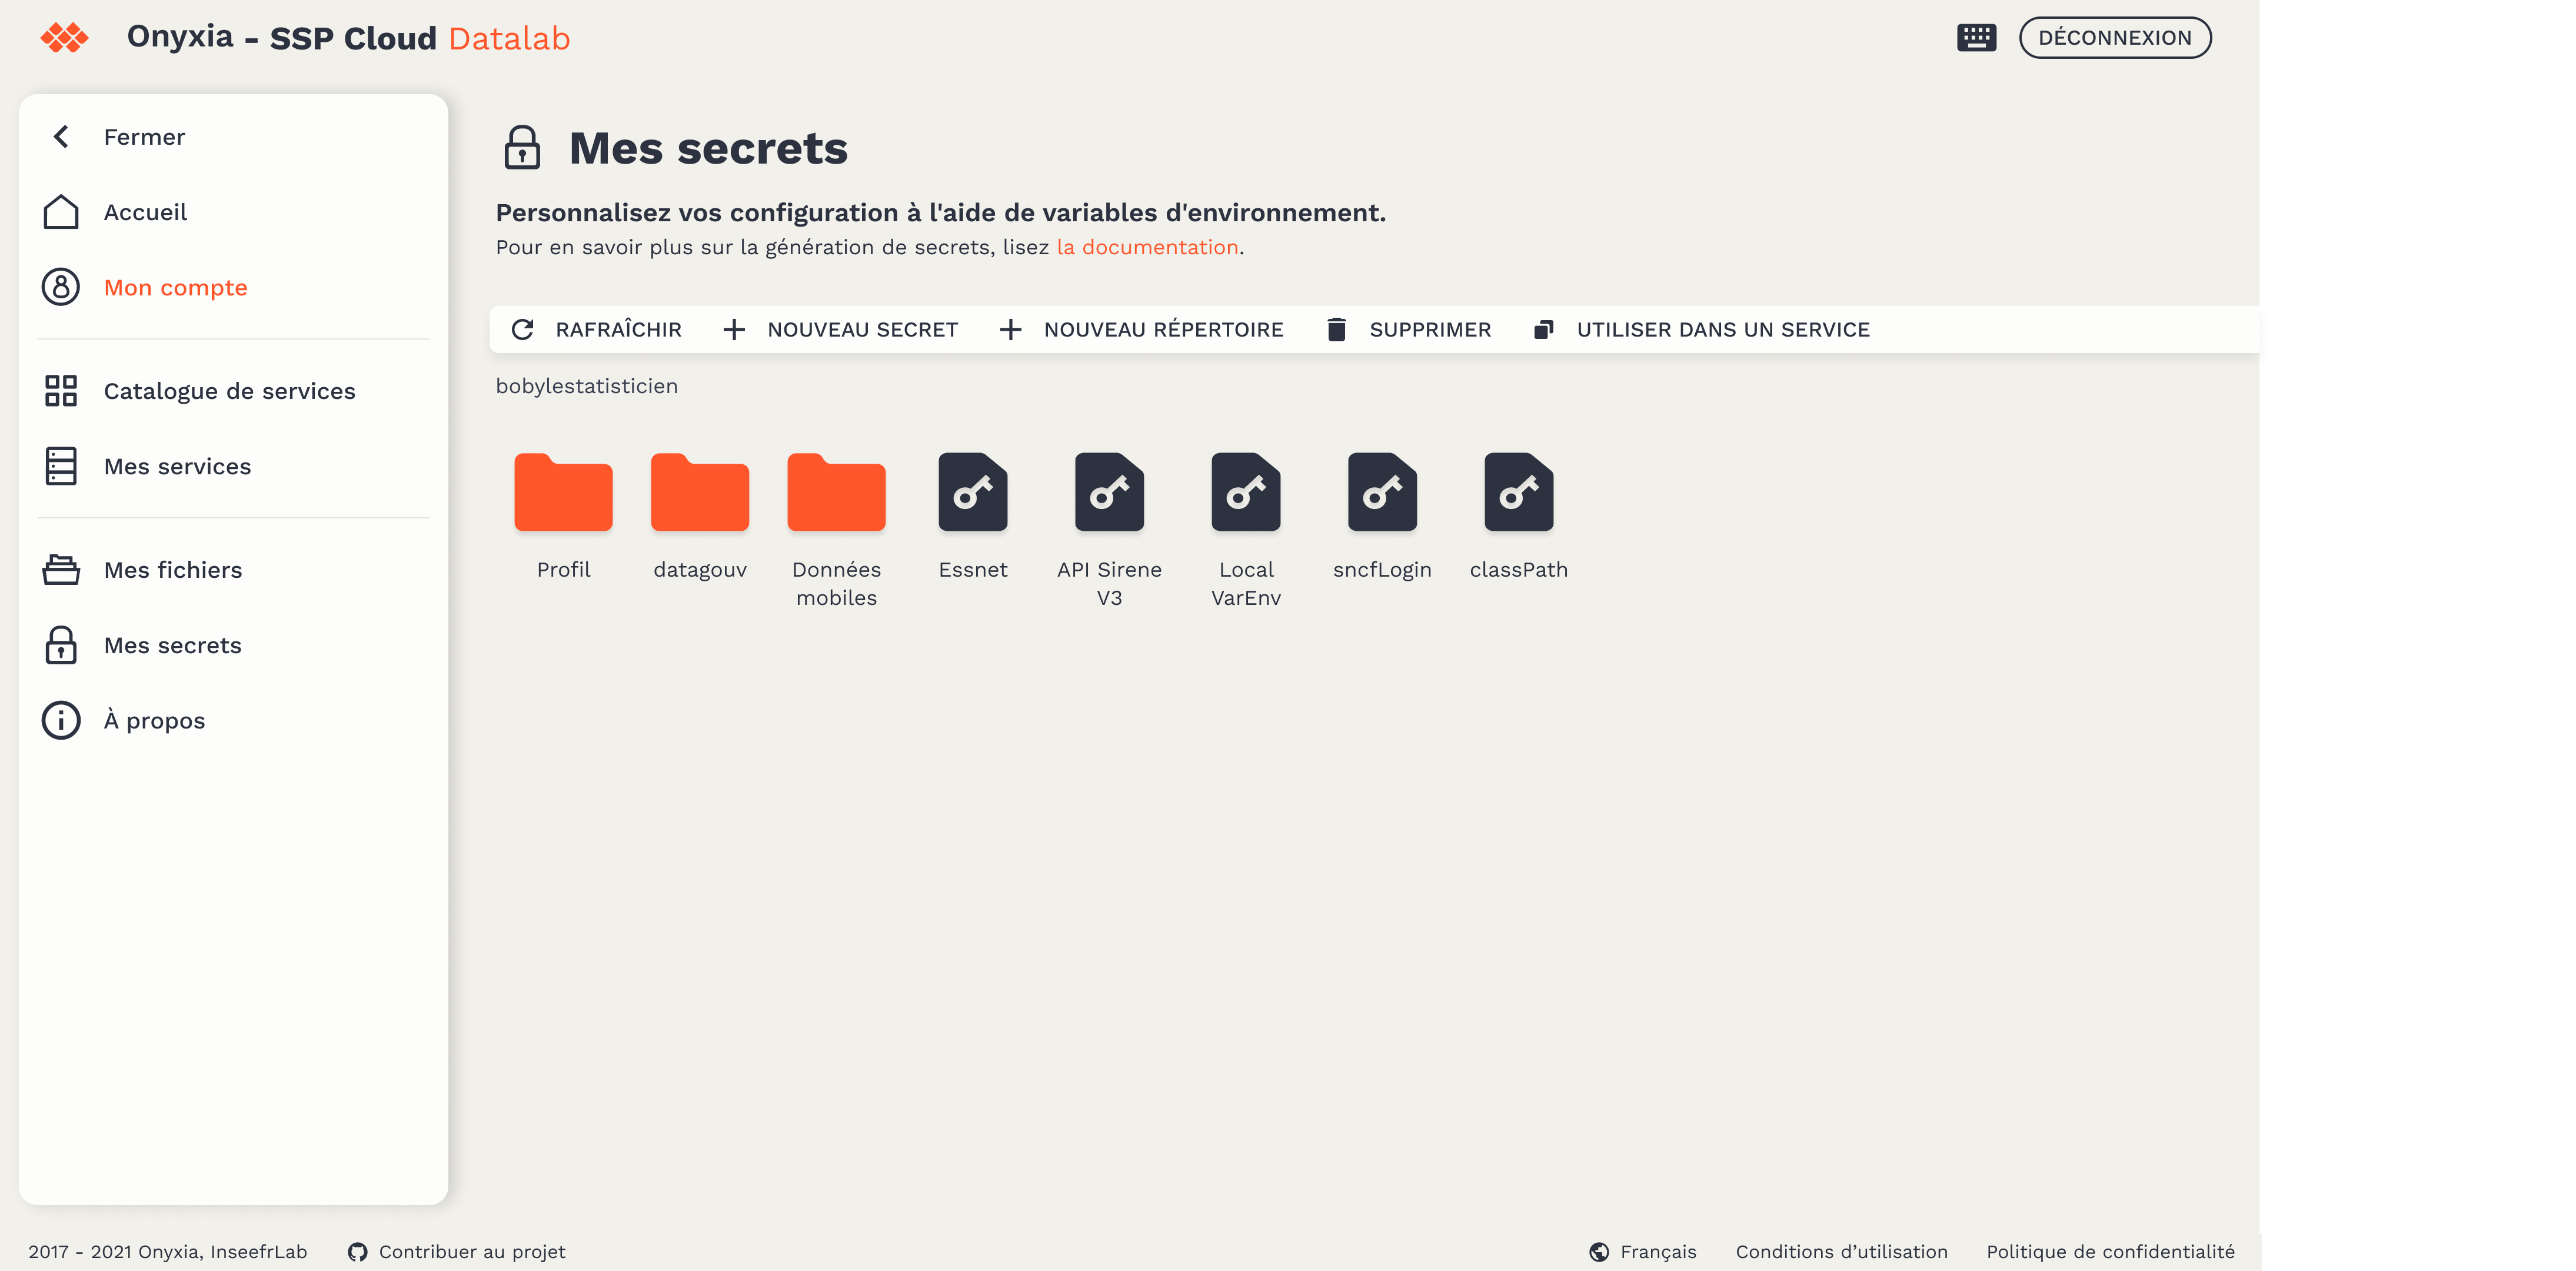 Onyxia - SSP Cloud Datalab
DÉCONNEXION
Fermer
Accueil
Mon compte
Catalogue de services
Mes services
Mes fichiers
Mes secrets
À propos
Mes secrets
Personnalisez vos configuration à l'aide de variables d'environnement.
Pour en savoir plus sur la génération de secrets, lisez la documentation.
RAFRAÎCHIR NOUVEAU SECRET NOUVEAU RÉPERTOIRE SUPPRIMER UTILISER DANS UN SERVICE
bobylestatisticien
Profil
datagouv
Données
mobiles
Essnet
API Sirene
V3
Local
VarEnv
sncfLogin
classPath
2017 - 2021 Onyxia, InseefrLab Contribuer au projet
Français Conditions d’utilisation Politique de confidentialité